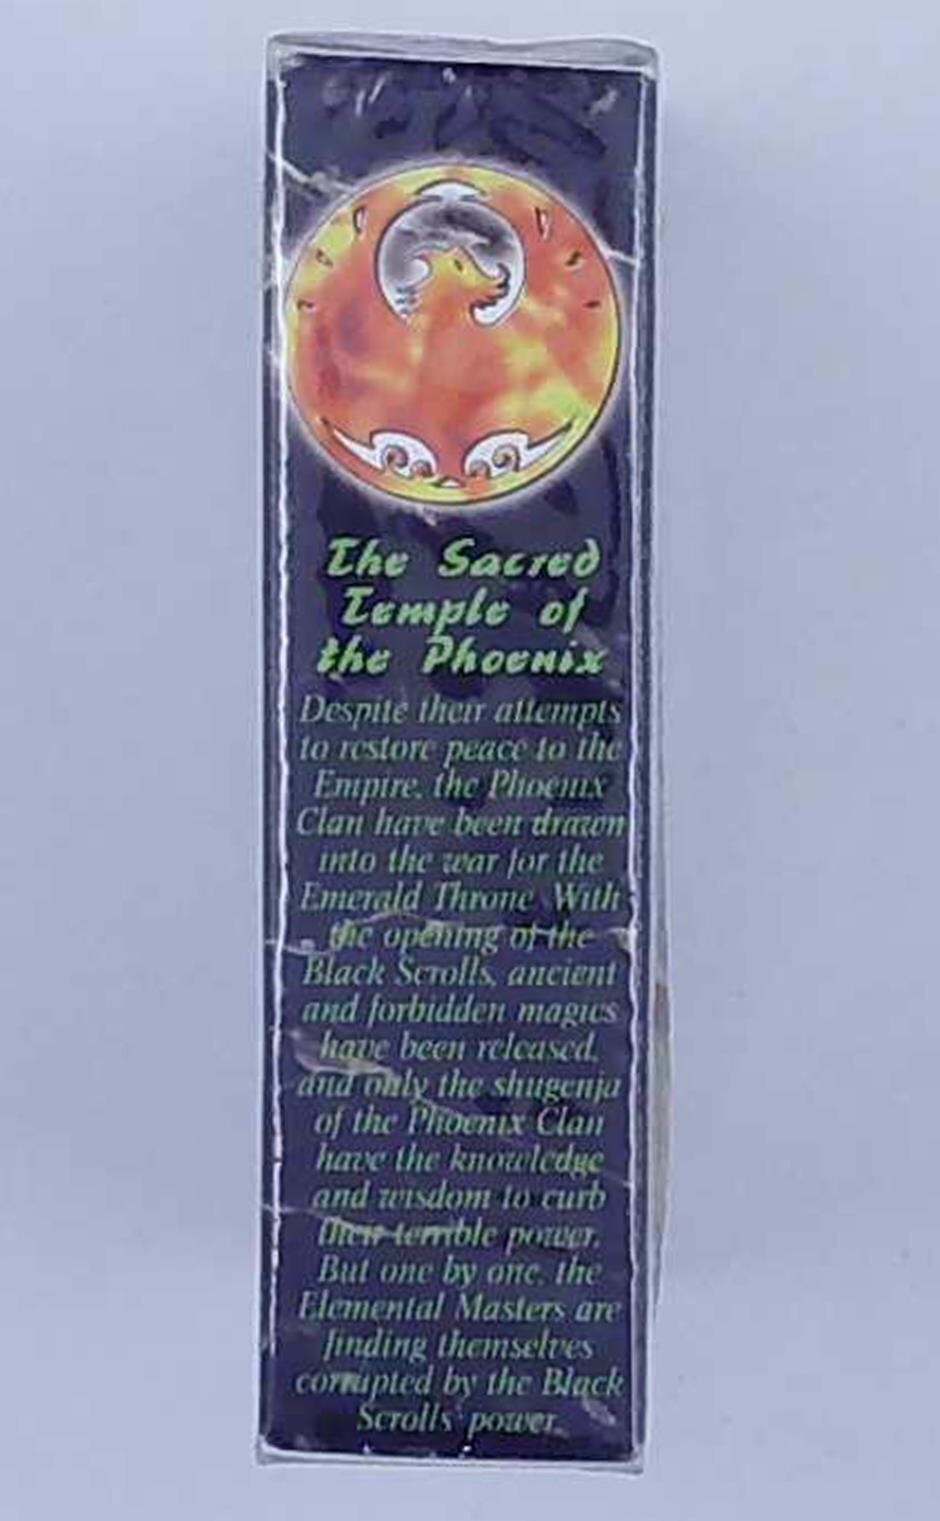 The Sacred
Temple of
the Phoenix
Despite their attempts
to restore peace to the
Empire, the Phoenix
Clan have been drawn
into the war for the
Emerald Throne. With
the opening of the
Black Scrolls, ancient
and forbidden magics
have been released,
and only the shugenja
of the Phoenix Clan
have the knowledge
and wisdom to curb
their terrible power.
But one by one, the
Elemental Masters are
finding themselves
corrupted by the Black
Scrolls' power.